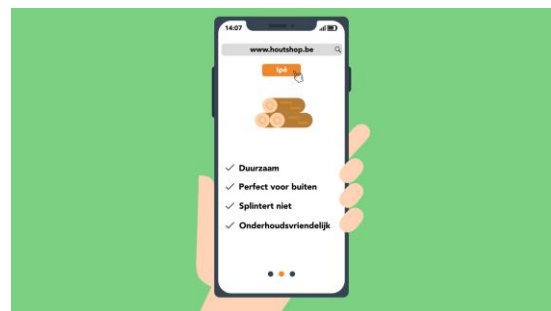 14:07
www.houtshop.be
Ipé
Duurzaam
Perfect voor buiten
Splintert niet
Onderhoudsvriendelijk